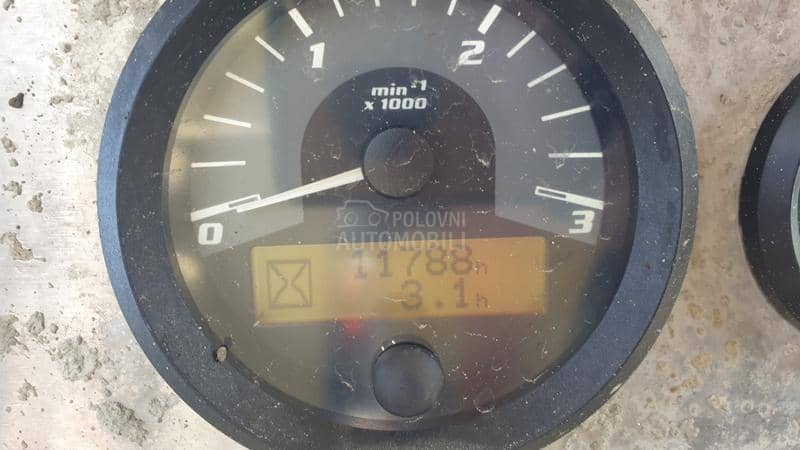 1
2
min⁻¹
x 1000
0
3
POLOVNI
AUTOMOBILI
11788h
3.1h